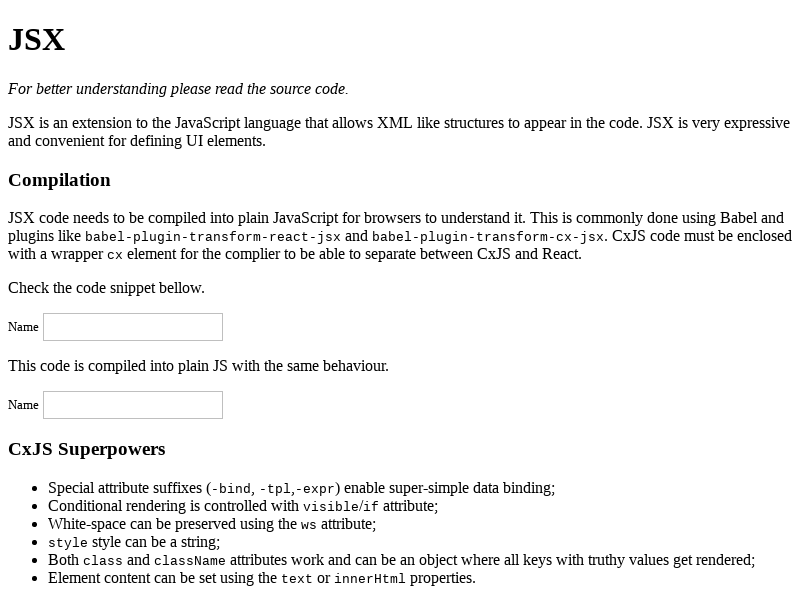 JSX
For better understanding please read the source code.
JSX is an extension to the JavaScript language that allows XML like structures to appear in the code. JSX is very expressive
and convenient for defining UI elements.
Compilation
JSX code needs to be compiled into plain JavaScript for browsers to understand it. This is commonly done using Babel and
plugins like babel-plugin-transform-react-jsx and babel-plugin-transform-cx-jsx. CxJS code must be enclosed
with a wrapper cx element for the complier to be able to separate between CxJS and React.
Check the code snippet bellow.
Name
This code is compiled into plain JS with the same behaviour.
Name
CxJS Superpowers
• Special attribute suffixes (-bind, -tpl,-expr) enable super-simple data binding;
• Conditional rendering is controlled with visible/if attribute;
• White-space can be preserved using the ws attribute;
• style style can be a string;
• Both class and className attributes work and can be an object where all keys with truthy values get rendered;
• Element content can be set using the text or innerHtml properties.